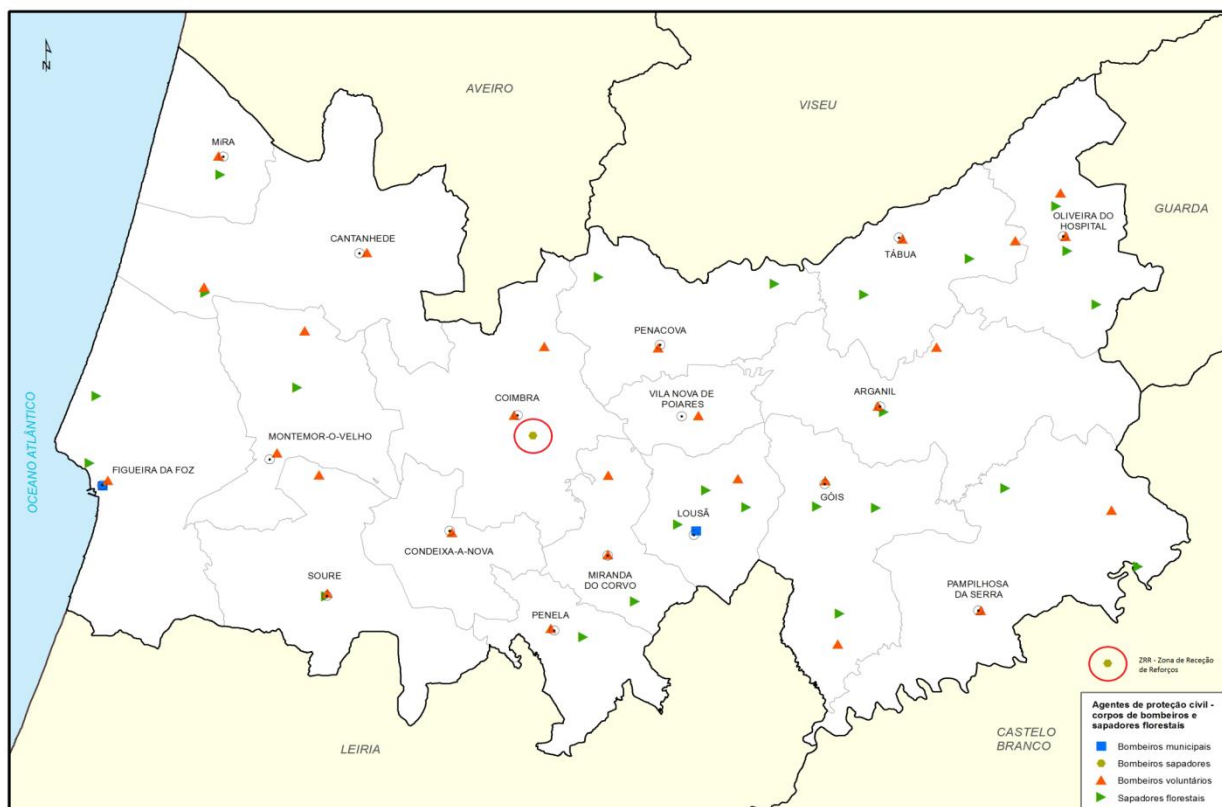 N
AVEIRO
VISEU
MiRA
GUARDA
OLIVEIRA DO
HOSPITAL
CANTANHEDE
TÁBUA
PENACOVA
OCEANO ATLÂNTICO
COIMBRA
VILA NOVA DE
POIARES
ARGANIL
MONTEMOR-O-VELHO
FIGUEIRA DA FOZ
GÓIS
LOUSÃ
CONDEIXA-A-NOVA
SOURE
MIRANDA
DO CORVO
PAMPILHOSA
DA SERRA
PENELA
LEIRIA
CASTELO
BRANCO
ZRR - Zona de Receção
de Reforços
Agentes de proteção civil -
corpos de bombeiros e
sapadores florestais
Bombeiros municipais
Bombeiros sapadores
Bombeiros voluntários
Sapadores florestais